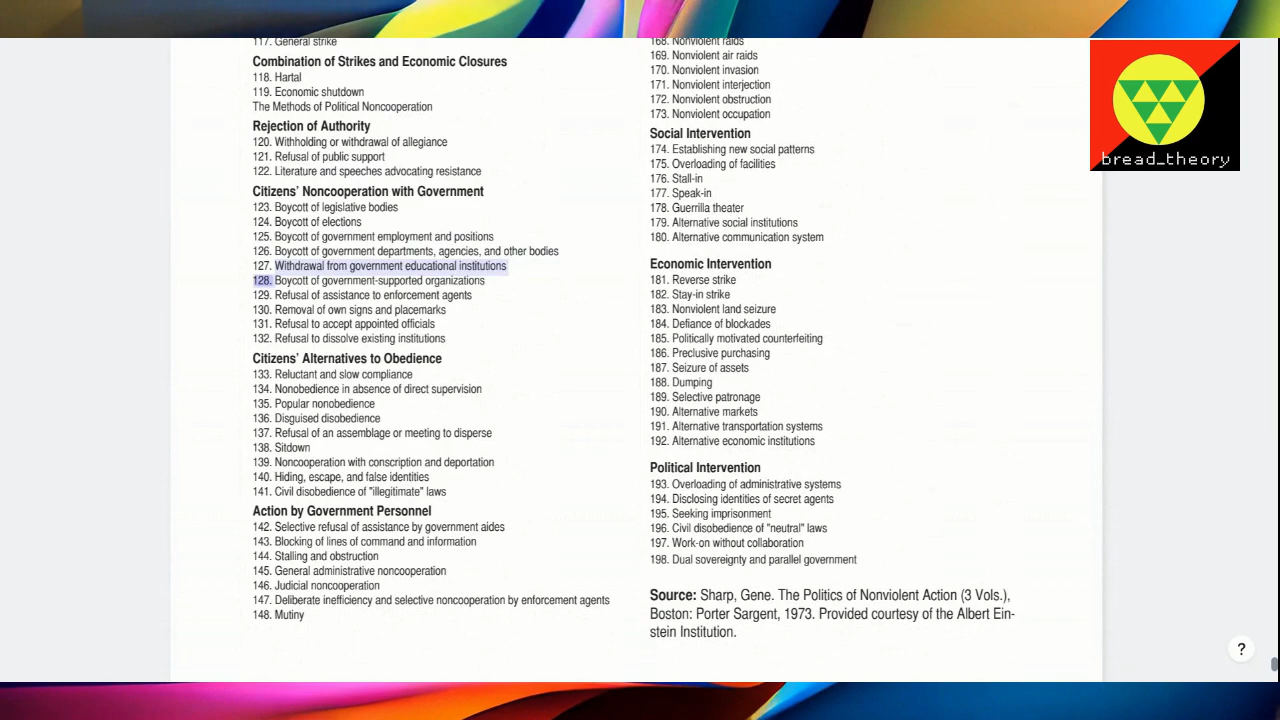 117. General strike
Combination of Strikes and Economic Closures
118. Hartal
119. Economic shutdown
The Methods of Political Noncooperation
Rejection of Authority
120. Withholding or withdrawal of allegiance
121. Refusal of public support
122. Literature and speeches advocating resistance
Citizens' Noncooperation with Government
123. Boycott of legislative bodies
124. Boycott of elections
125. Boycott of government employment and positions
126. Boycott of government departments, agencies, and other bodies
127. Withdrawal from government educational institutions
128. Boycott of government-supported organizations
129. Refusal of assistance to enforcement agents
130. Removal of own signs and placemarks
131. Refusal to accept appointed officials
132. Refusal to dissolve existing institutions
Citizens' Alternatives to Obedience
133. Reluctant and slow compliance
134. Nonobedience in absence of direct supervision
135. Popular nonobedience
136. Disguised disobedience
137. Refusal of an assemblage or meeting to disperse
138. Sitdown
139. Noncooperation with conscription and deportation
140. Hiding, escape, and false identities
141. Civil disobedience of "illegitimate" laws
Action by Government Personnel
142. Selective refusal of assistance by government aides
143. Blocking of lines of command and information
144. Stalling and obstruction
145. General administrative noncooperation
146. Judicial noncooperation
147. Deliberate inefficiency and selective noncooperation by enforcement agents
148. Mutiny
168. Nonviolent raids
169. Nonviolent air raids
170. Nonviolent invasion
171. Nonviolent interjection
172. Nonviolent obstruction
173. Nonviolent occupation
Social Intervention
174. Establishing new social patterns
175. Overloading of facilities
176. Stall-in
177. Speak-in
178. Guerrilla theater
179. Alternative social institutions
180. Alternative communication system
Economic Intervention
181. Reverse strike
182. Stay-in strike
183. Nonviolent land seizure
184. Defiance of blockades
185. Politically motivated counterfeiting
186. Preclusive purchasing
187. Seizure of assets
188. Dumping
189. Selective patronage
190. Alternative markets
191. Alternative transportation systems
192. Alternative economic institutions
Political Intervention
193. Overloading of administrative systems
194. Disclosing identities of secret agents
195. Seeking imprisonment
196. Civil disobedience of "neutral" laws
197. Work-on without collaboration
198. Dual sovereignty and parallel government
Source: Sharp, Gene. The Politics of Nonviolent Action (3 Vols.),
Boston: Porter Sargent, 1973. Provided courtesy of the Albert Ein-
stein Institution.
bread_theory
?